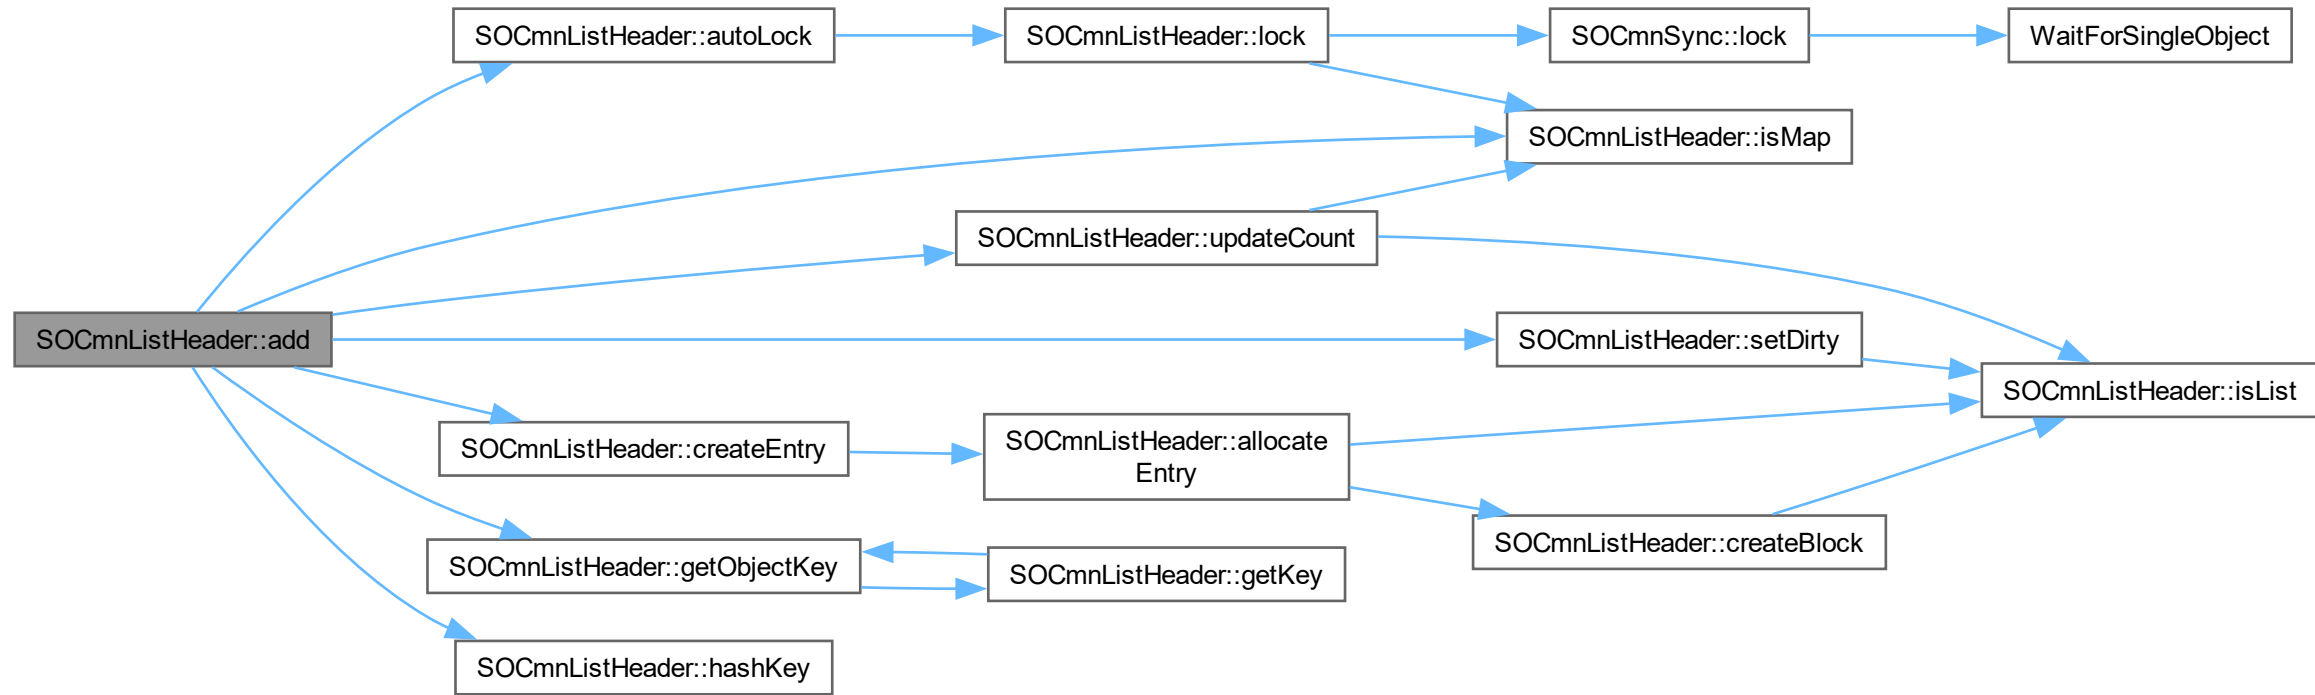 SOCmnListHeader::autoLock
SOCmnListHeader::lock
SOCmnSync::lock
WaitForSingleObject
SOCmnListHeader::isMap
SOCmnListHeader::updateCount
SOCmnListHeader::add
SOCmnListHeader::setDirty
SOCmnListHeader::isList
SOCmnListHeader::createEntry
SOCmnListHeader::allocate
Entry
SOCmnListHeader::createBlock
SOCmnListHeader::getObjectKey
SOCmnListHeader::getKey
SOCmnListHeader::hashKey